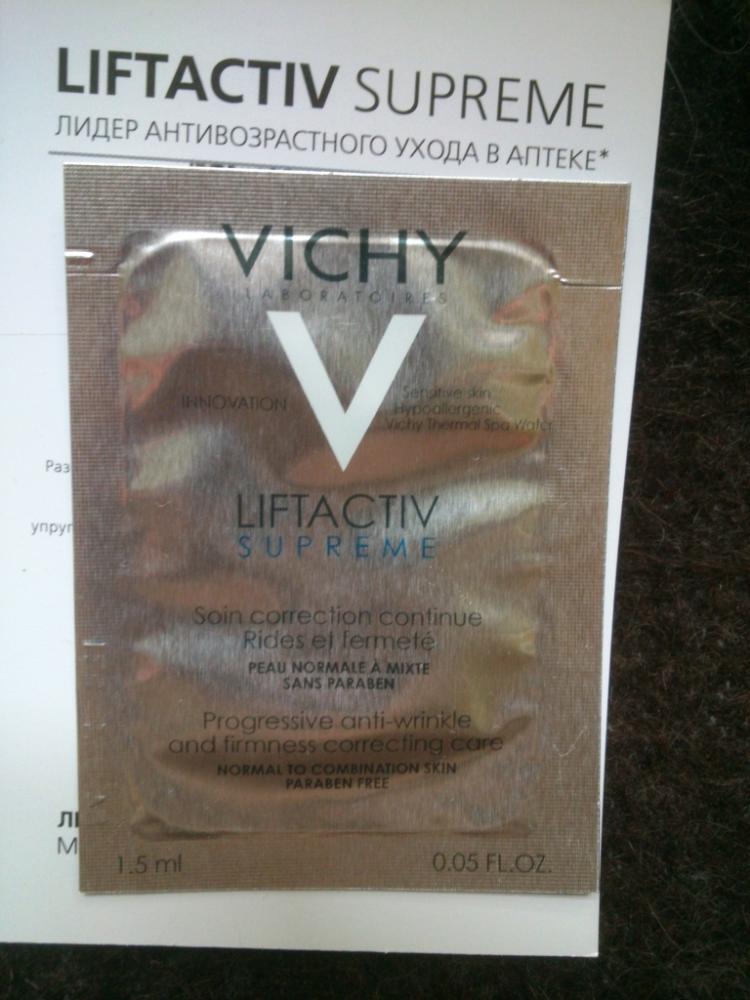 LIFTACTIV SUPREME
ЛИДЕР АНТИВОЗРАСТНОГО УХОДА В АПТЕКЕ*
VICHY
LABORATOIRES
INNOVATION
Sensitive skin
Hypoallergenic
Vichy Thermal Spa Water
LIFTACTIV
SUPREME
Раз
упруг
Soin correction continue
Rides et fermeté
PEAU NORMALE À MIXTE
SANS PARABEN
Progressive anti-wrinkle
and firmness correcting care
NORMAL TO COMBINATION SKIN
PARABEN FREE
1.5 ml
0.05 FL.OZ.